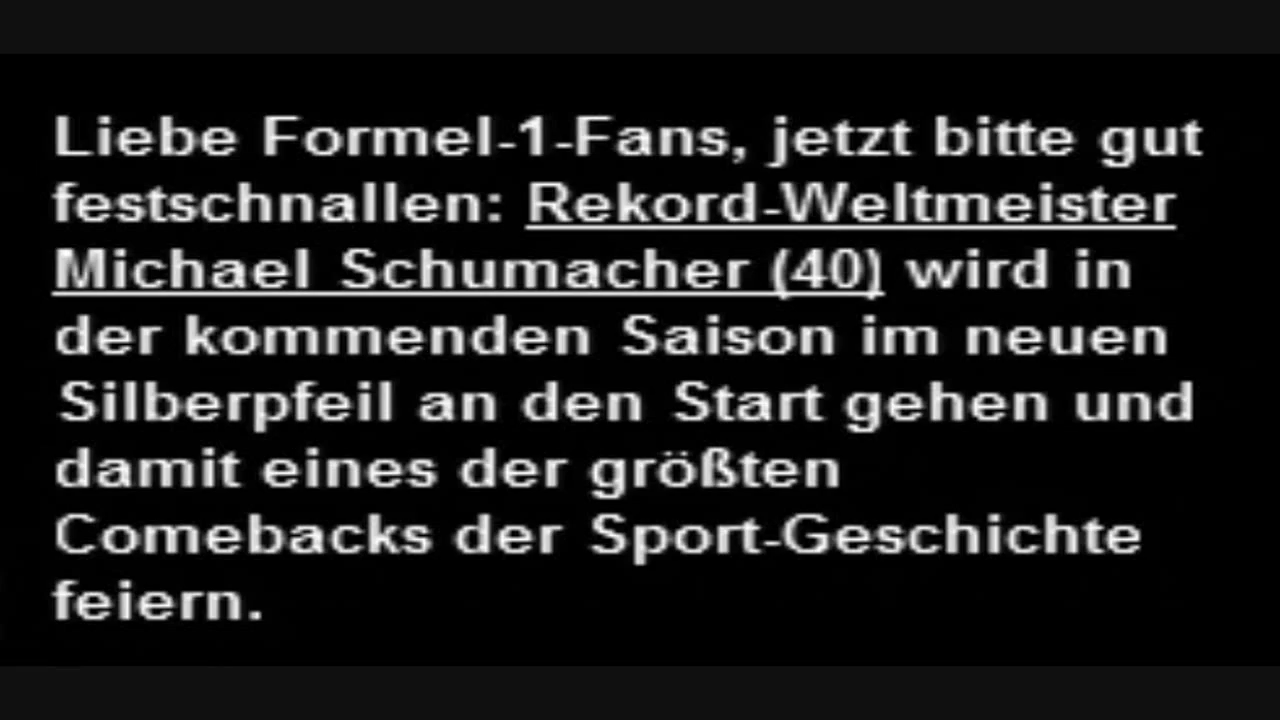 Liebe Formel-1-Fans, jetzt bitte gut
festschnallen: Rekord-Weltmeister
Michael Schumacher (40) wird in
der kommenden Saison im neuen
Silberpfeil an den Start gehen und
damit eines der größten
Comebacks der Sport-Geschichte
feiern.